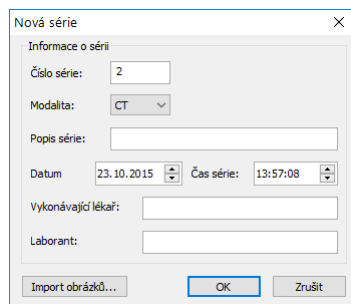 Nová série
Informace o sérii
Číslo série: 2
Modalita: CT
Popis série:
Datum 23.10.2015 Čas série: 13:57:08
Vykonávající lékař:
Laborant:
Import obrázků... OK Zrušit